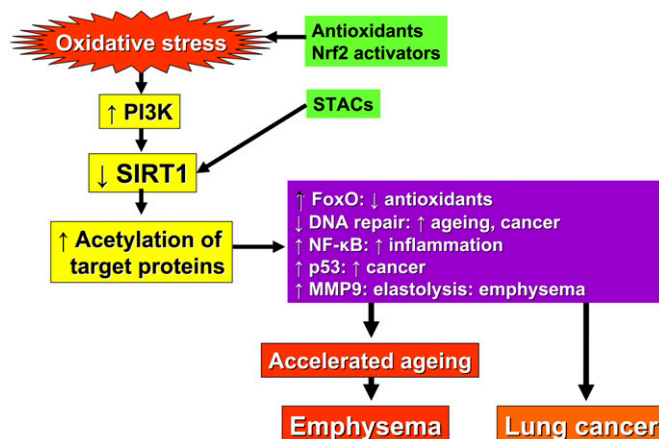 Oxidative stress
Antioxidants
Nrf2 activators
↑ PI3K
STACs
↓ SIRT1
↑ Acetylation of
target proteins
↑ FoxO: ↓ antioxidants
↓ DNA repair: ↑ ageing, cancer
↑ NF-κB: ↑ inflammation
↑ p53: ↑ cancer
↑ MMP9: elastolysis: emphysema
Accelerated ageing
Emphysema
Lung cancer